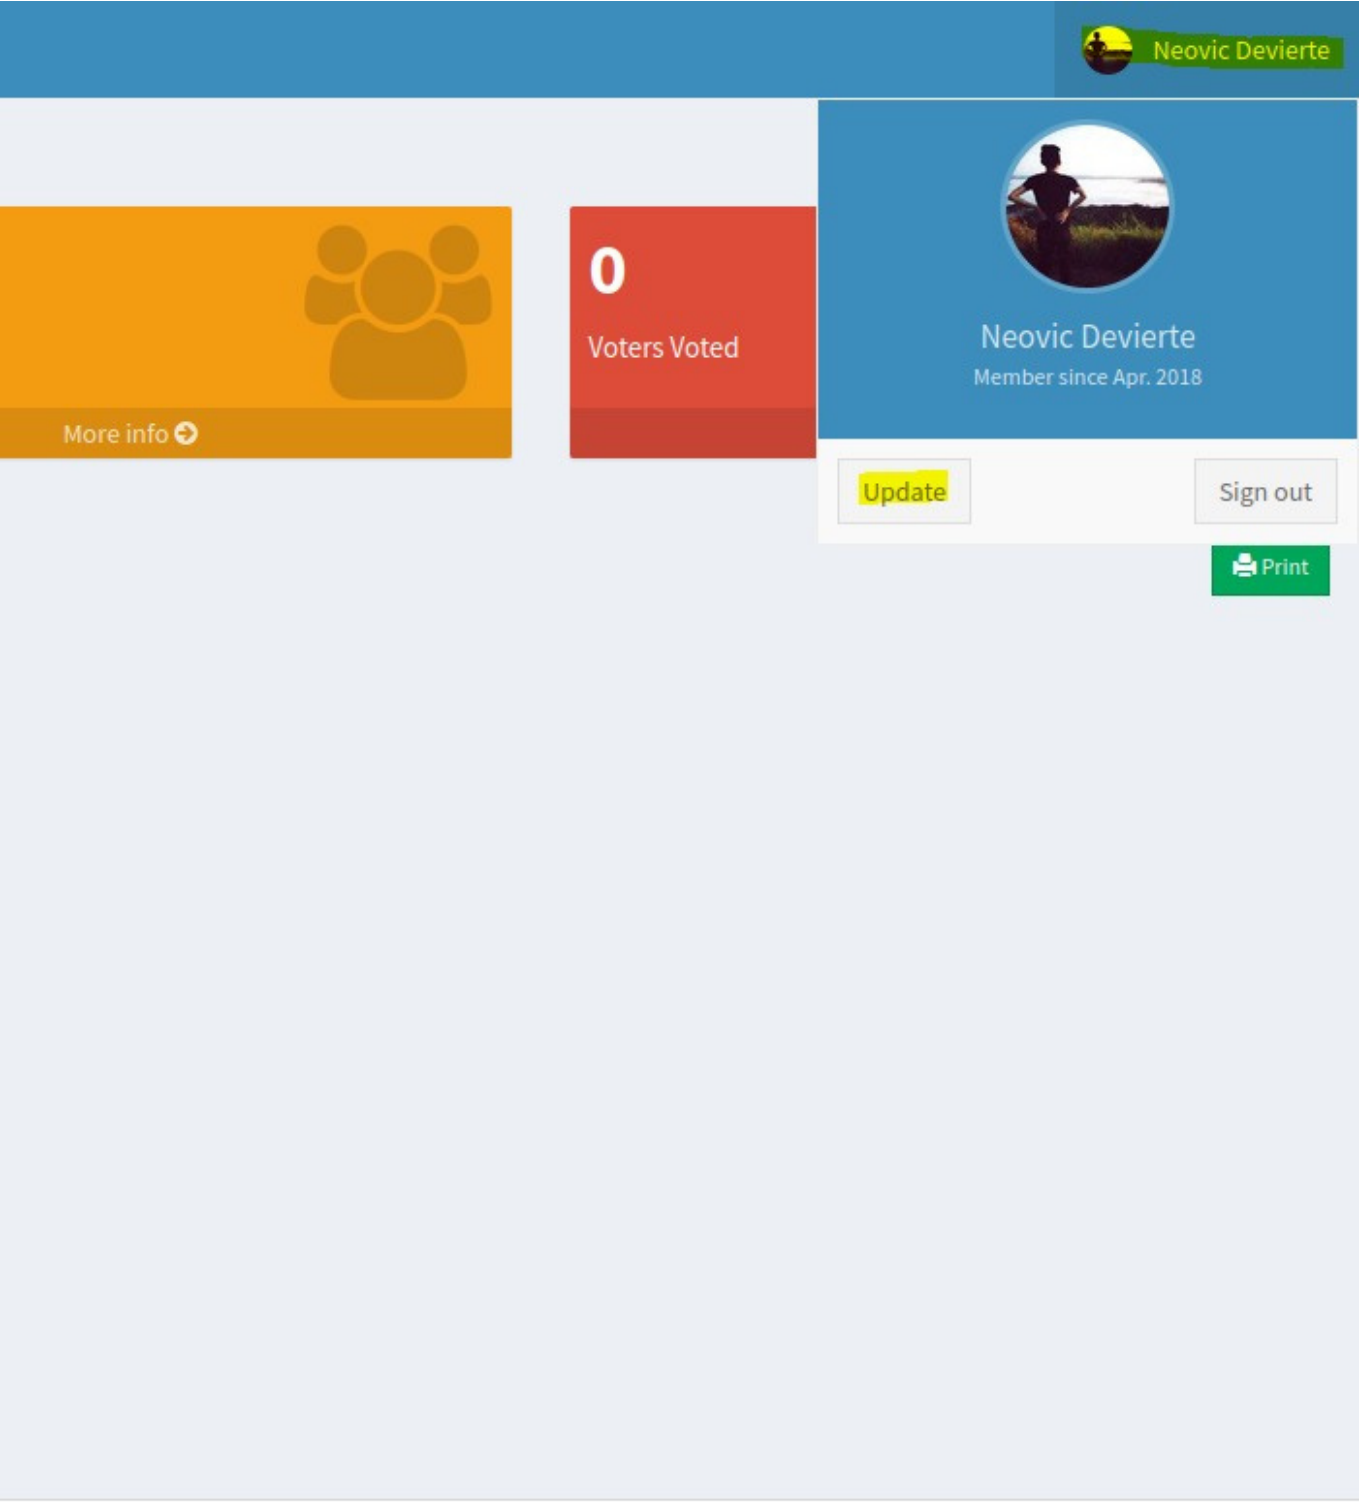 Neovic Devierte
0
Voters Voted
More info
Neovic Devierte
Member since Apr. 2018
Update
Sign out
Print